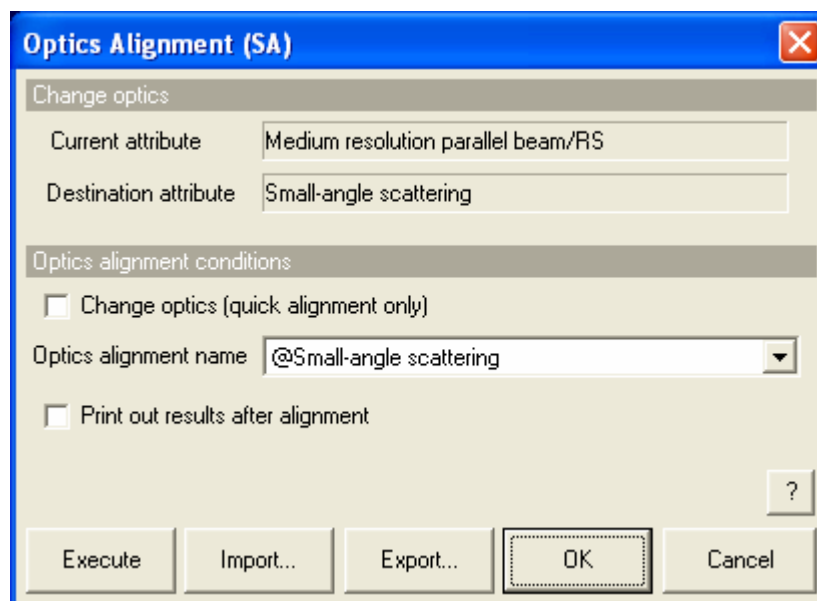 Optics Alignment (SA)
Change optics
Current attribute Medium resolution parallel beam/RS
Destination attribute Small-angle scattering
Optics alignment conditions
Change optics (quick alignment only)
Optics alignment name @Small-angle scattering
Print out results after alignment
?
Execute Import... Export... OK Cancel